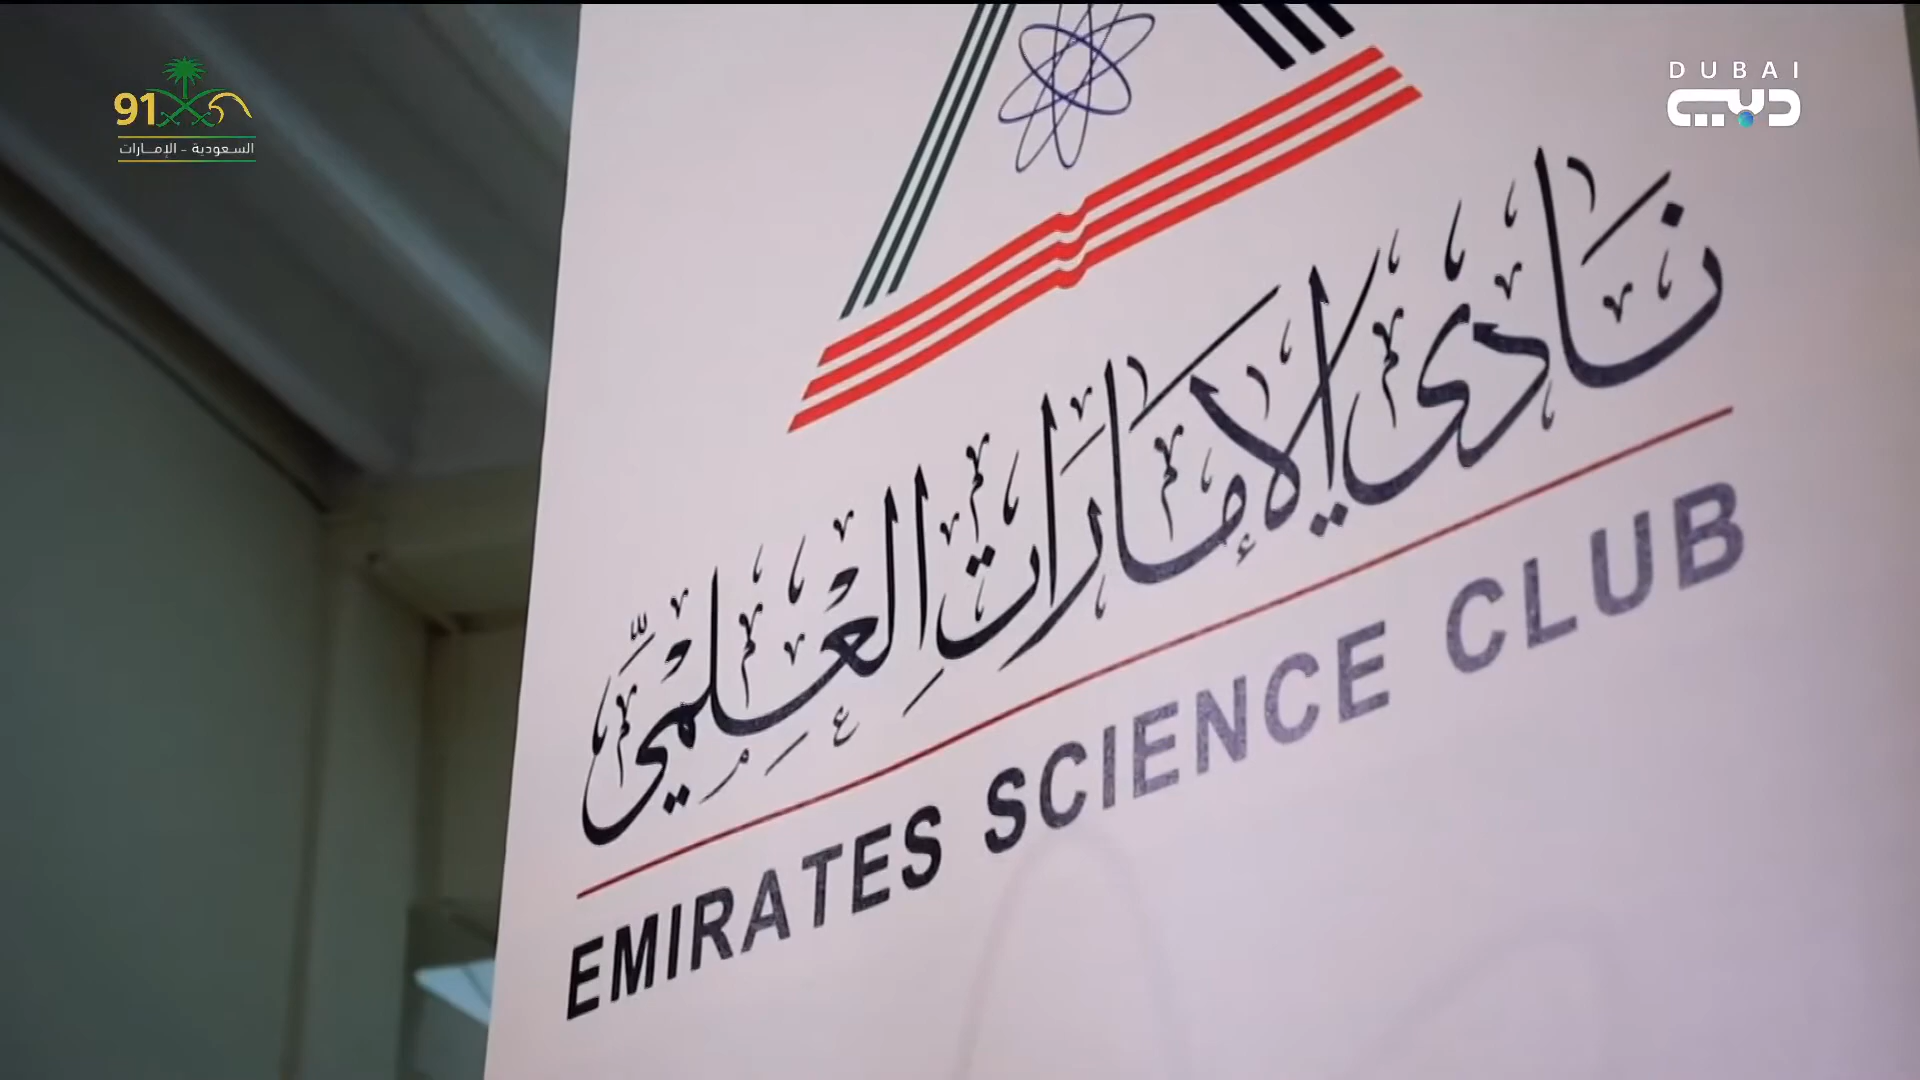 91
السعودية - الإمارات
DUBAI
دبي
نادي الإمارات العلمي
EMIRATES SCIENCE CLUB